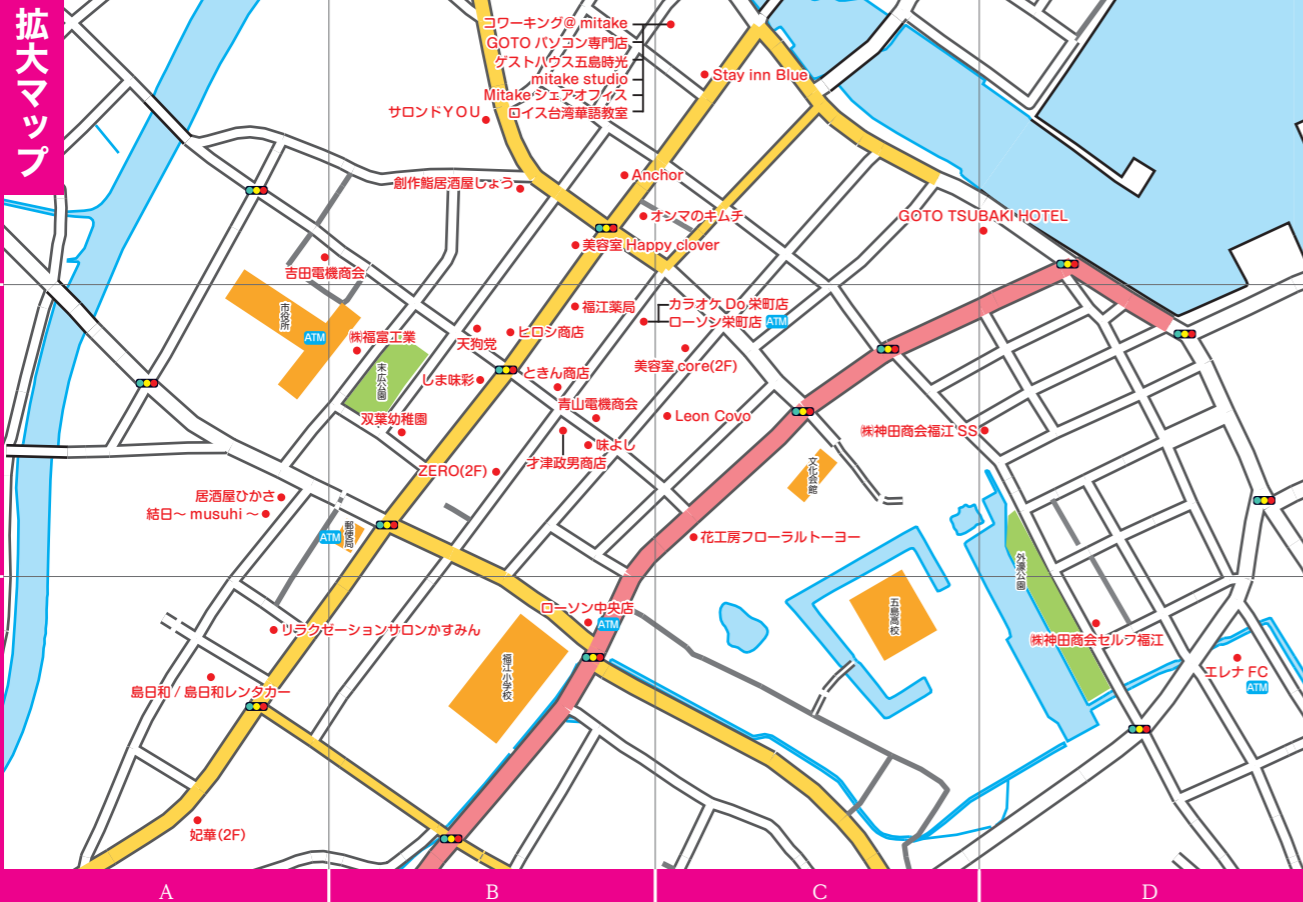 拡大マップ
コワーキング@ mitake
GOTO パソコン専門店
ゲストハウス五島時光
mitake studio
Mitake シェアオフィス
ロイス台湾華語教室
Stay inn Blue
サロンドＹＯＵ
Anchor
創作鮨居酒屋しょう
オンマのキムチ
GOTO TSUBAKI HOTEL
美容室 Happy clover
吉田電機商会
市役所
ATM
㈱福富工業
末広公園
天狗党
福江薬局
ヒロシ商店
カラオケ Do 栄町店
ローソン栄町店
ATM
美容室 core(2F)
しま味彩
ときん商店
青山電機商会
Leon Covo
双葉幼稚園
味よし
才津政男商店
㈱神田商会福江 SS
文化会館
ZERO(2F)
居酒屋ひかさ
結日～ musuhi ～
ATM
郵便局
花工房フローラルトーヨー
外濠公園
五島高校
ローソン中央店
ATM
リラクゼーションサロンかすみん
福江小学校
㈱神田商会セルフ福江
エレナ FC
ATM
島日和 / 島日和レンタカー
妃華(2F)
A
B
C
D